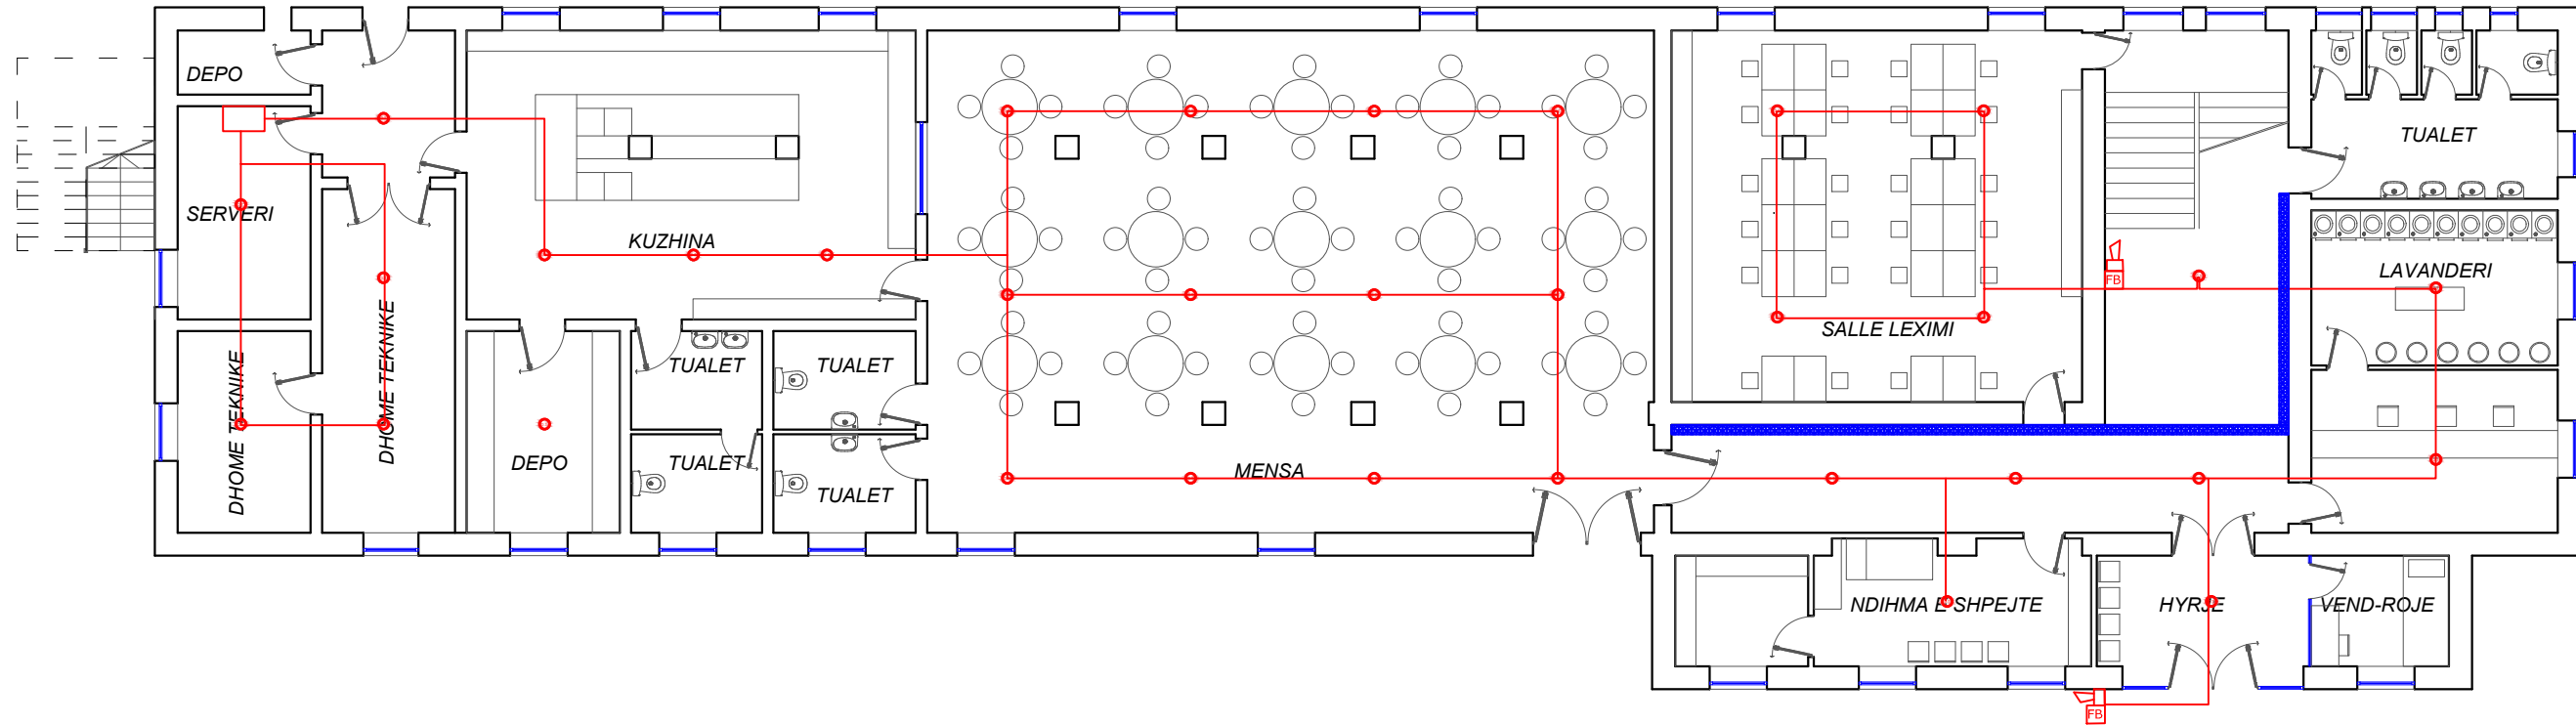 DEPO
SERVERI
DHOME TEKNIKE
DHOME TEKNIKE
KUZHINA
DEPO
TUALET
TUALET
TUALET
TUALET
MENSA
SALLE LEXIMI
FB
TUALET
LAVANDERI
NDIHMA E SHPEJTE
HYRJE
VEND-ROJE
FB